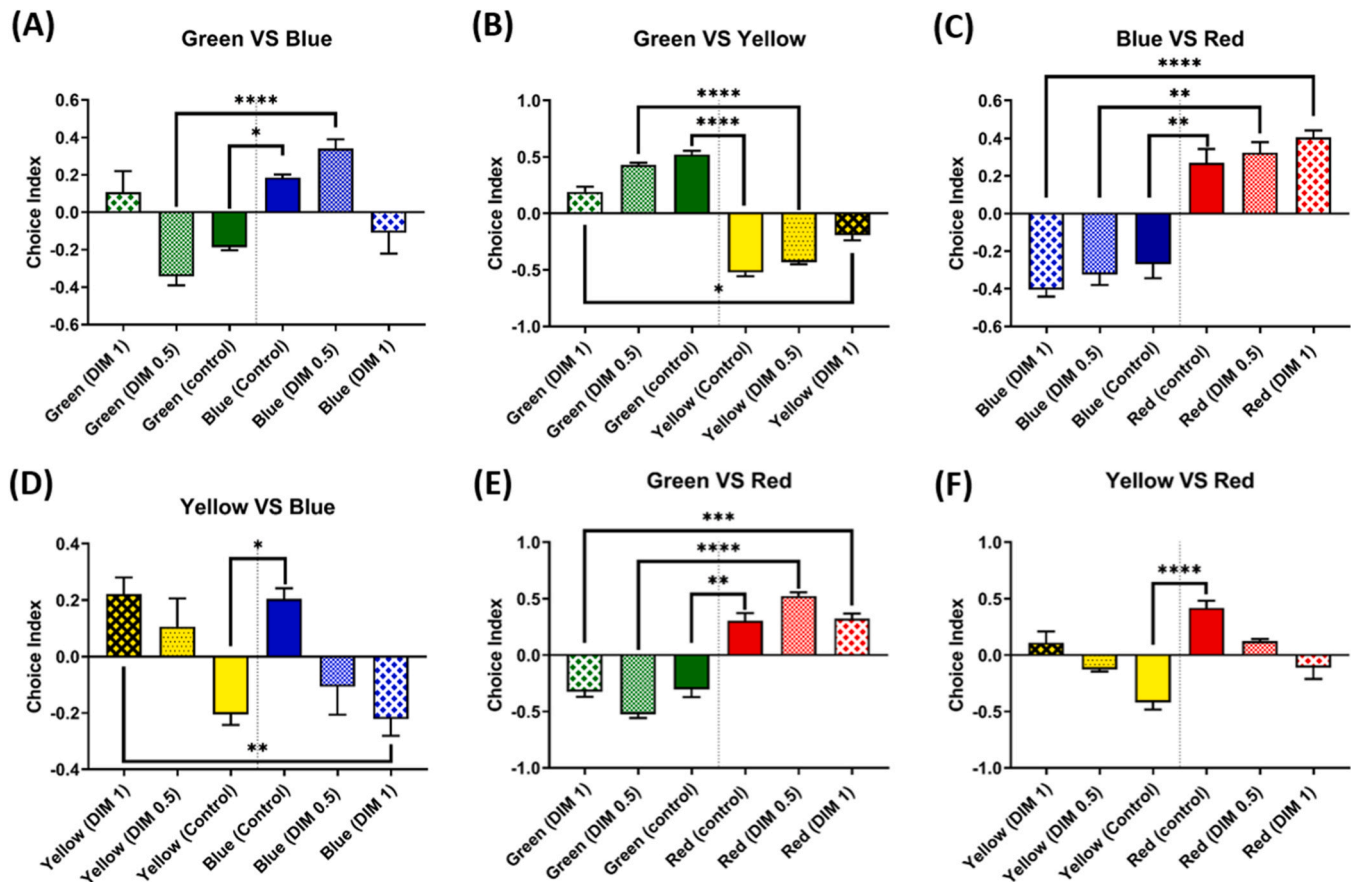 (A)
Green VS Blue
****
*
0.6
0.4
0.2
0.0
-0.2
-0.4
-0.6
Choice Index
Green (DIM 1)
Green (DIM 0.5)
Green (control)
Blue (Control)
Blue (DIM 0.5)
Blue (DIM 1)
(B)
Green VS Yellow
****
****
*
1.0
0.5
0.0
-0.5
-1.0
Choice Index
Green (DIM 1)
Green (DIM 0.5)
Green (control)
Yellow (Control)
Yellow (DIM 0.5)
Yellow (DIM 1)
(C)
Blue VS Red
****
**
**
0.6
0.4
0.2
0.0
-0.2
-0.4
-0.6
Choice Index
Blue (DIM 1)
Blue (DIM 0.5)
Blue (Control)
Red (control)
Red (DIM 0.5)
Red (DIM 1)
(D)
Yellow VS Blue
*
**
0.4
0.2
0.0
-0.2
-0.4
Choice Index
Yellow (DIM 1)
Yellow (DIM 0.5)
Yellow (Control)
Blue (Control)
Blue (DIM 0.5)
Blue (DIM 1)
(E)
Green VS Red
***
****
**
1.0
0.5
0.0
-0.5
-1.0
Choice Index
Green (DIM 1)
Green (DIM 0.5)
Green (control)
Red (control)
Red (DIM 0.5)
Red (DIM 1)
(F)
Yellow VS Red
****
1.0
0.5
0.0
-0.5
-1.0
Choice Index
Yellow (DIM 1)
Yellow (DIM 0.5)
Yellow (Control)
Red (control)
Red (DIM 0.5)
Red (DIM 1)